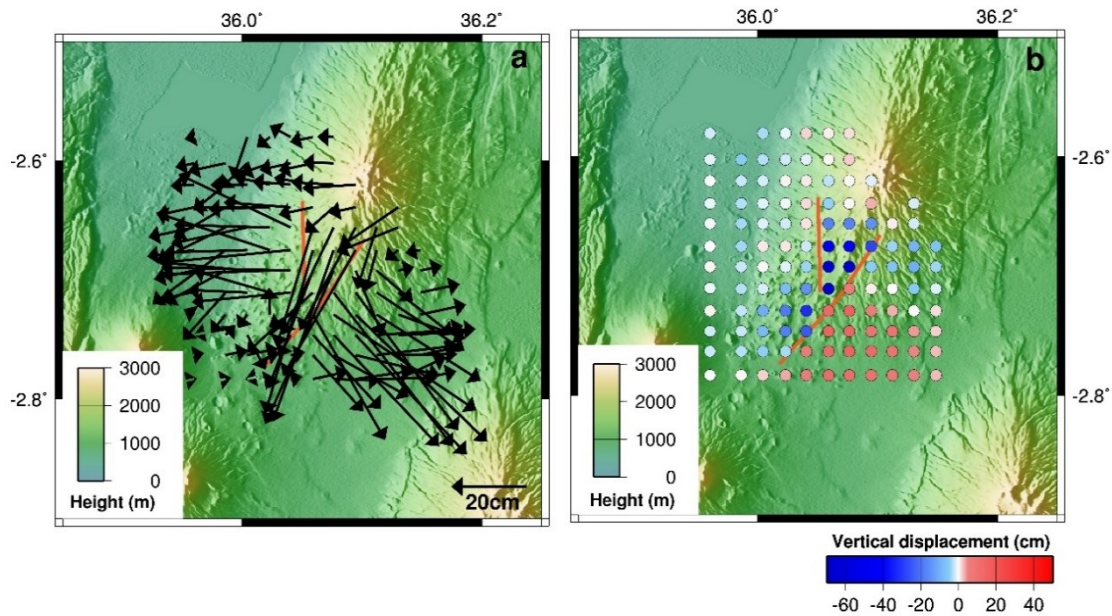 36.0˚ 36.2˚ 36.0˚ 36.2˚
a b
-2.6˚ -2.6˚
-2.8˚ -2.8˚
3000 3000
2000 2000
1000 1000
0 0
Height (m) 20cm Height (m)
Vertical displacement (cm)
-60 -40 -20 0 20 40